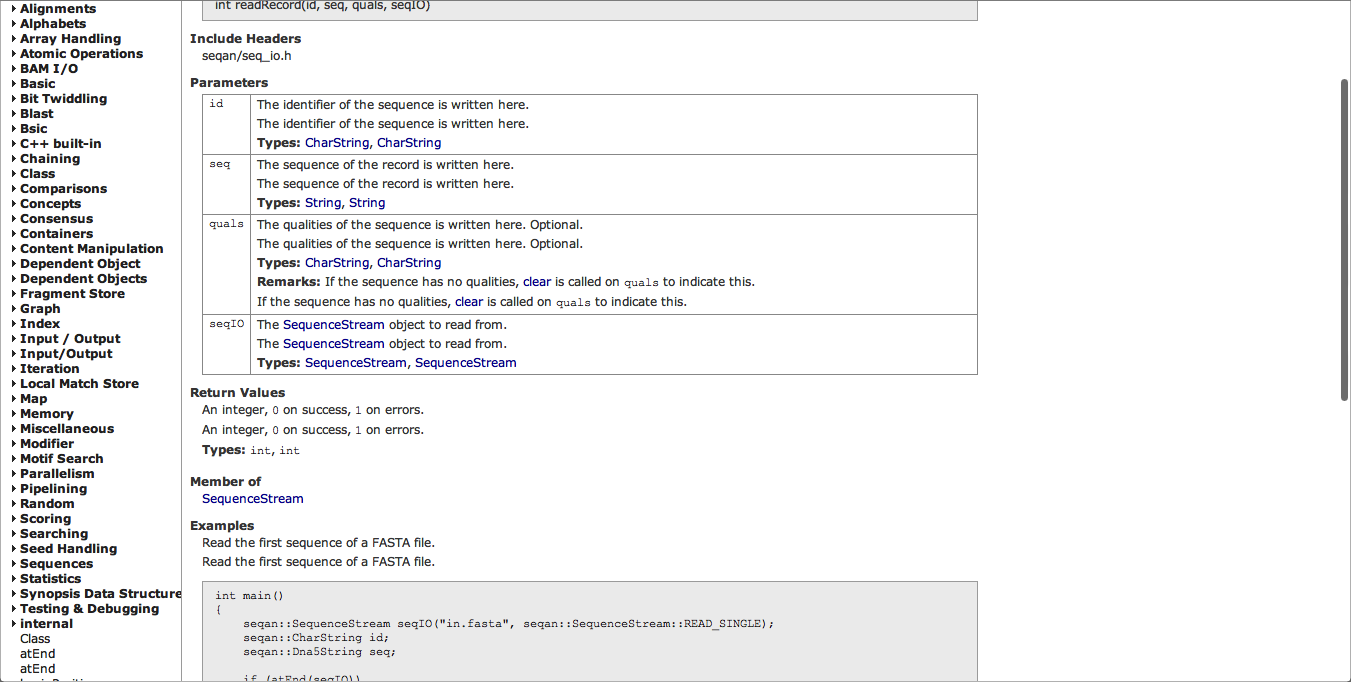 Alignments
Alphabets
Array Handling
Atomic Operations
BAM I/O
Basic
Bit Twiddling
Blast
Bsic
C++ built-in
Chaining
Class
Comparisons
Concepts
Consensus
Containers
Content Manipulation
Dependent Object
Dependent Objects
Fragment Store
Graph
Index
Input / Output
Input/Output
Iteration
Local Match Store
Map
Memory
Miscellaneous
Modifier
Motif Search
Parallelism
Pipelining
Random
Scoring
Searching
Seed Handling
Sequences
Statistics
Synopsis Data Structure
Testing & Debugging
internal
Class
atEnd
atEnd
int readRecord(id, seq, quals, seqIO)
Include Headers
seqan/seq_io.h
Parameters
id
The identifier of the sequence is written here.
The identifier of the sequence is written here.
Types: CharString, CharString
seq
The sequence of the record is written here.
The sequence of the record is written here.
Types: String, String
quals
The qualities of the sequence is written here. Optional.
The qualities of the sequence is written here. Optional.
Types: CharString, CharString
Remarks: If the sequence has no qualities, clear is called on quals to indicate this.
If the sequence has no qualities, clear is called on quals to indicate this.
seqIO
The SequenceStream object to read from.
The SequenceStream object to read from.
Types: SequenceStream, SequenceStream
Return Values
An integer, 0 on success, 1 on errors.
An integer, 0 on success, 1 on errors.
Types: int, int
Member of
SequenceStream
Examples
Read the first sequence of a FASTA file.
Read the first sequence of a FASTA file.
int main()
{
seqan::SequenceStream seqIO("in.fasta", seqan::SequenceStream::READ_SINGLE);
seqan::CharString id;
seqan::Dna5String seq;
if (atEnd(seqIO))